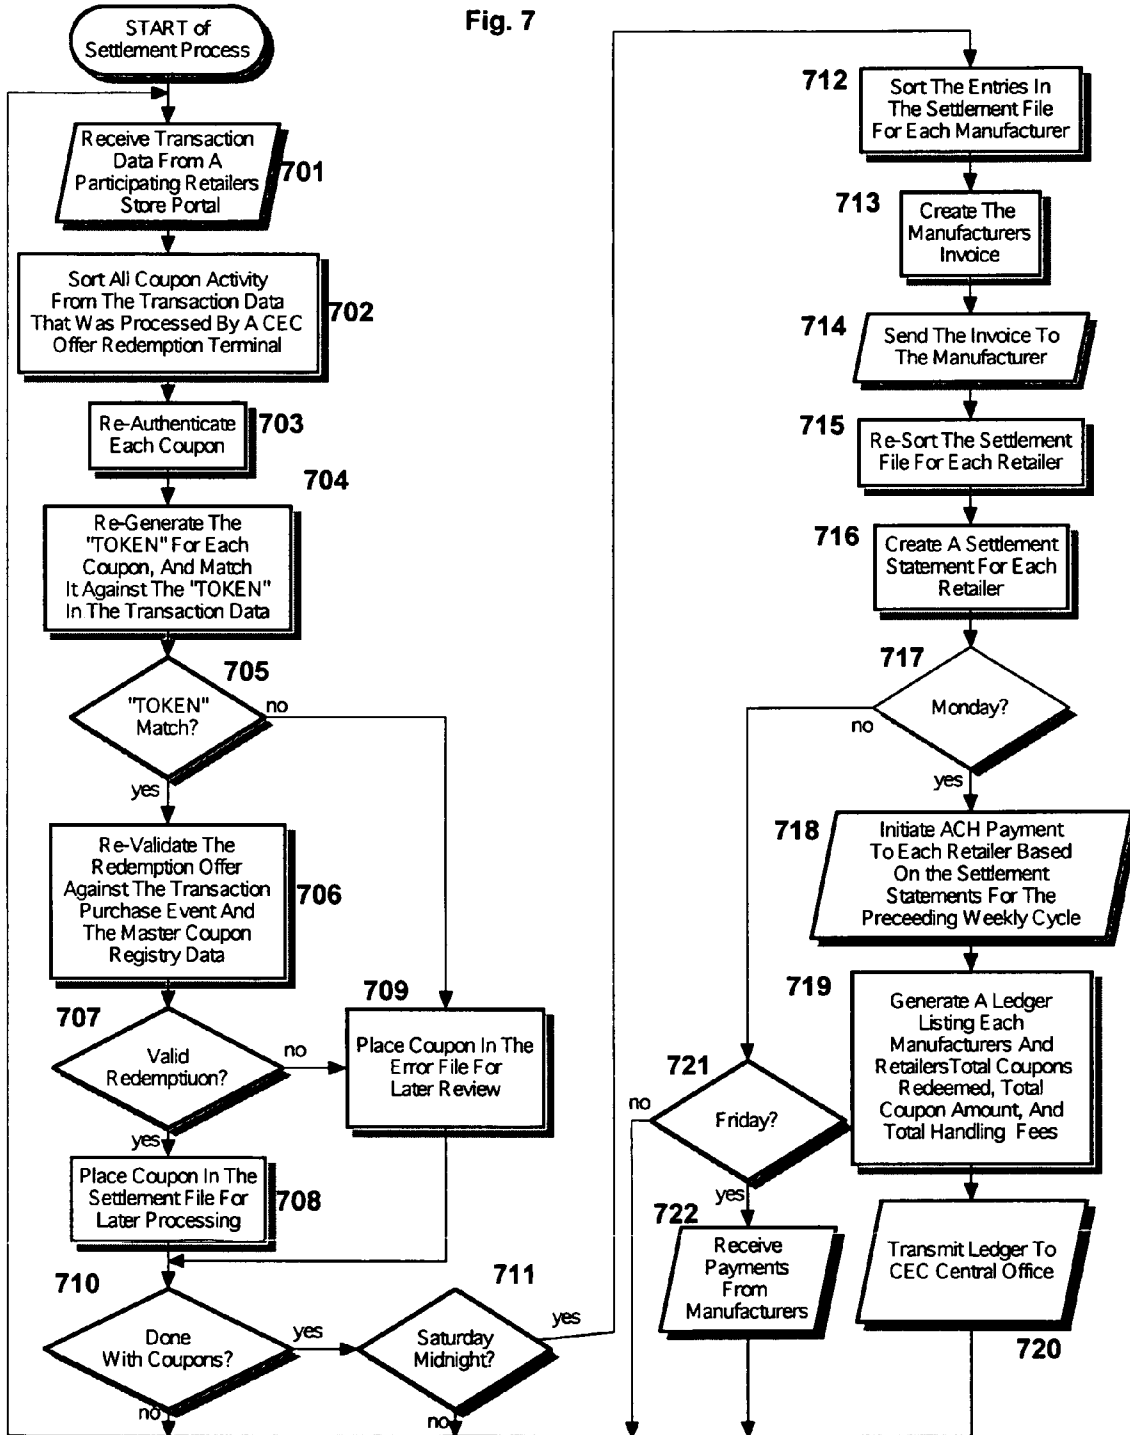 Fig. 7
START of
Settlement Process
Receive Transaction
Data From A
Participating Retailers
Store Portal
701
Sort All Coupon Activity
From The Transaction Data
That Was Processed By A CEC
Offer Redemption Terminal
702
Re-Authenticate
Each Coupon
703
704
Re-Generate The
"TOKEN" For Each
Coupon, And Match
It Against The "TOKEN"
In The Transaction Data
705
"TOKEN"
Match?
no
yes
Re-Validate The
Redemption Offer
Against The Transaction
Purchase Event And
The Master Coupon
Registry Data
706
707
Valid
Redemptiuon?
no
yes
709
Place Coupon In The
Error File For
Later Review
Place Coupon In The
Settlement File For
Later Processing
708
710
Done
With Coupons?
yes
no
711
Saturday
Midnight?
yes
no
712
Sort The Entries In
The Settlement File
For Each Manufacturer
713
Create The
Manufacturers
Invoice
714
Send The Invoice To
The Manufacturer
715
Re-Sort The Settlement
File For Each Retailer
716
Create A Settlement
Statement For Each
Retailer
717
Monday?
no
yes
718
Initiate ACH Payment
To Each Retailer Based
On the Settlement
Statements For The
Preceeding Weekly Cycle
719
Generate A Ledger
Listing Each
Manufacturers And
RetailersTotal Coupons
Redeemed, Total
Coupon Amount, And
Total Handling Fees
721
Friday?
no
yes
722
Receive
Payments
From
Manufacturers
Transmit Ledger To
CEC Central Office
720